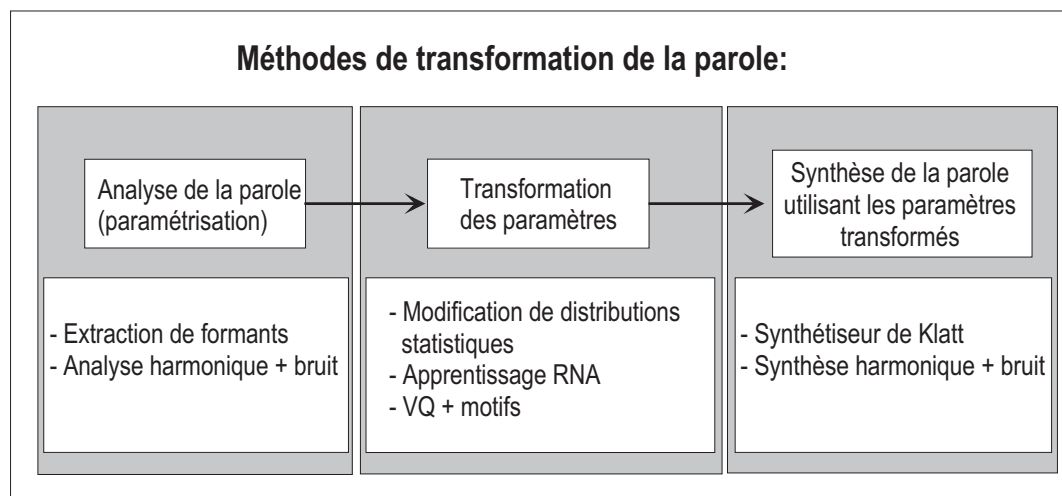 Méthodes de transformation de la parole:
Analyse de la parole
(paramétrisation)
Transformation
des paramètres
Synthèse de la parole
utilisant les paramètres
transformés
- Extraction de formants
- Analyse harmonique + bruit
- Modification de distributions
statistiques
- Apprentissage RNA
- VQ + motifs
- Synthétiseur de Klatt
- Synthèse harmonique + bruit